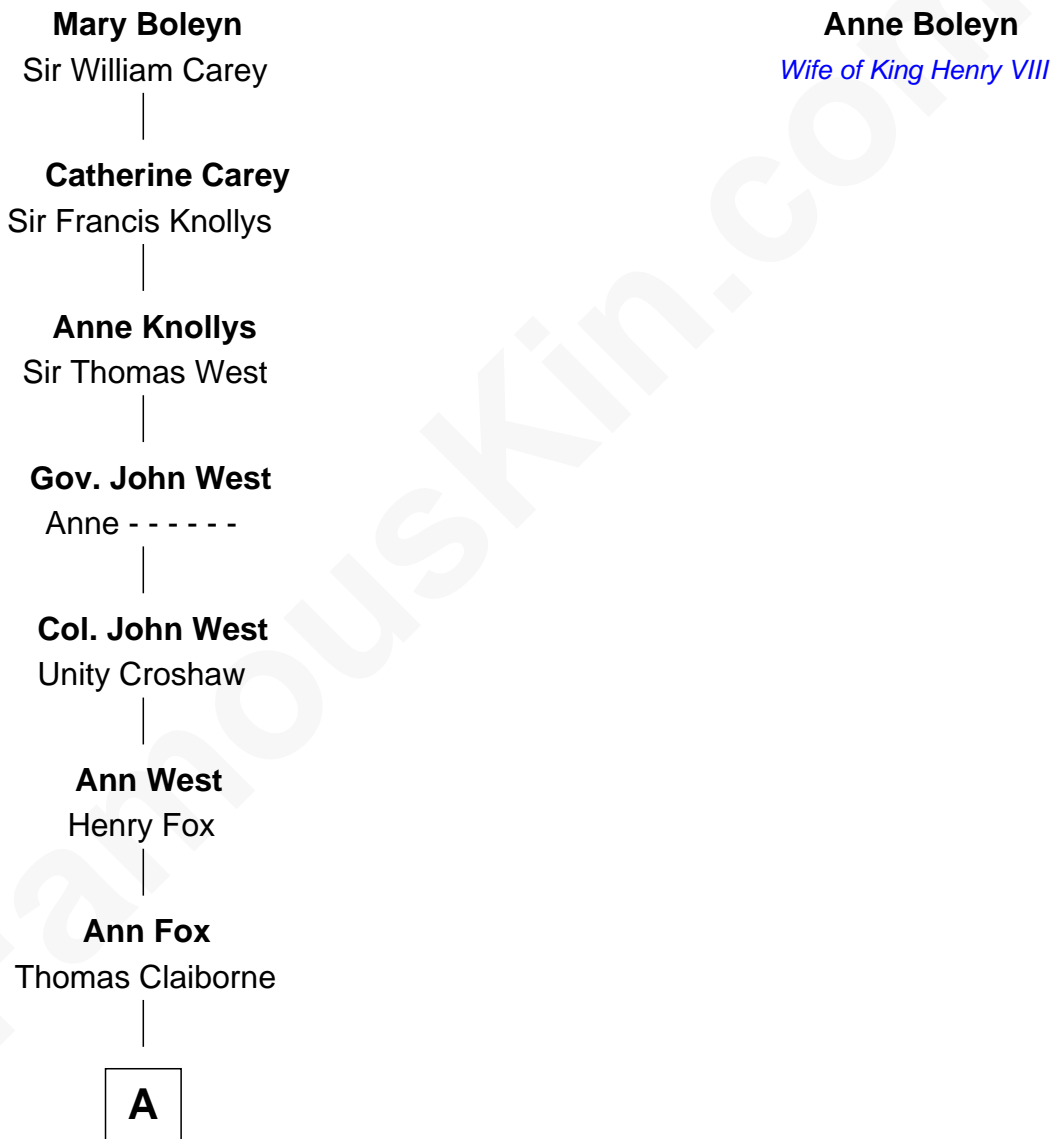 Mary Boleyn
Sir William Carey
Anne Boleyn
Wife of King Henry VIII
Catherine Carey
Sir Francis Knollys
Anne Knollys
Sir Thomas West
Gov. John West
Anne - - - - - -
Col. John West
Unity Croshaw
Ann West
Henry Fox
Ann Fox
Thomas Claiborne
A
FamousKin.com